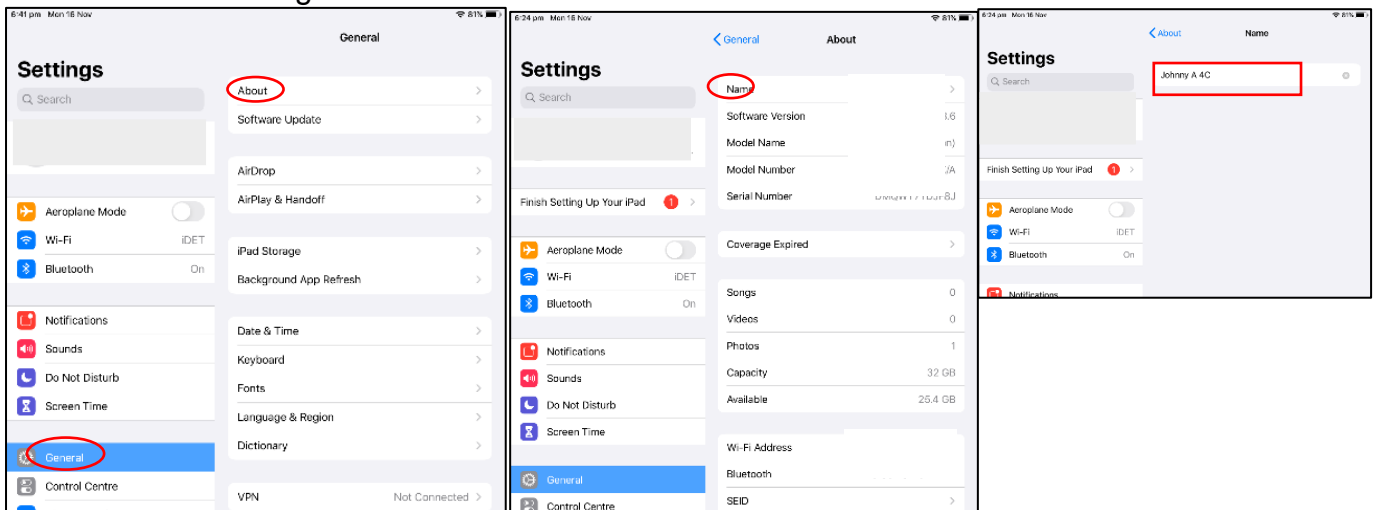 6:41 pm Mon 16 Nov
81%
General
Settings
Search
Aeroplane Mode
Wi-Fi iDET
Bluetooth On
Notifications
Sounds
Do Not Disturb
Screen Time
General
Control Centre
About
Software Update
AirDrop
AirPlay & Handoff
iPad Storage
Background App Refresh
Date & Time
Keyboard
Fonts
Language & Region
Dictionary
VPN Not Connected
6:24 pm Mon 16 Nov
81%
General
About
Settings
Search
Finish Setting Up Your iPad 1
Aeroplane Mode
Wi-Fi iDET
Bluetooth On
Notifications
Sounds
Do Not Disturb
Screen Time
General
Control Centre
Name
Software Version
Model Name
Model Number
Serial Number
Coverage Expired
Songs 0
Videos 0
Photos 1
Capacity 32 GB
Available 25.4 GB
Wi-Fi Address
Bluetooth
SEID
6:24 pm Mon 16 Nov
81%
About
Name
Settings
Search
Finish Setting Up Your iPad 1
Aeroplane Mode
Wi-Fi iDET
Bluetooth On
Notifications
Johnny A 4C